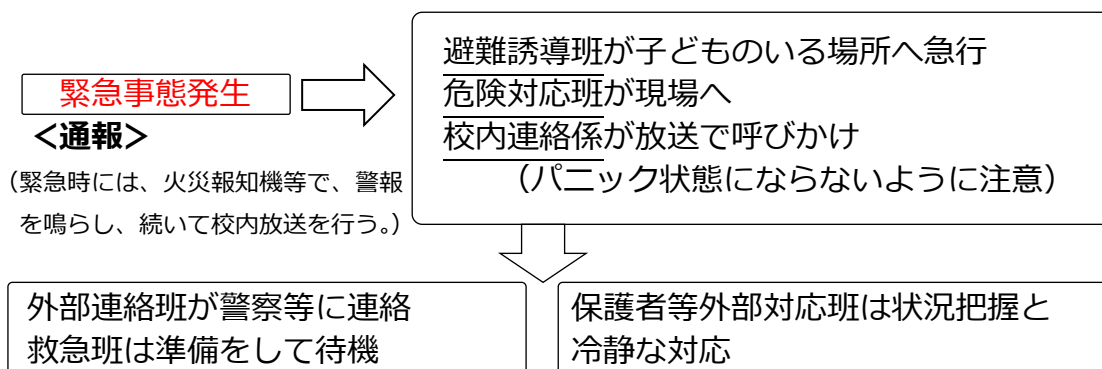 緊急事態発生
＜通報＞
（緊急時には、火災報知機等で、警報
を鳴らし、続いて校内放送を行う。）
避難誘導班が子どものいる場所へ急行
危険対応班が現場へ
校内連絡係が放送で呼びかけ
（パニック状態にならないように注意）
外部連絡班が警察等に連絡
救急班は準備をして待機
保護者等外部対応班は状況把握と
冷静な対応